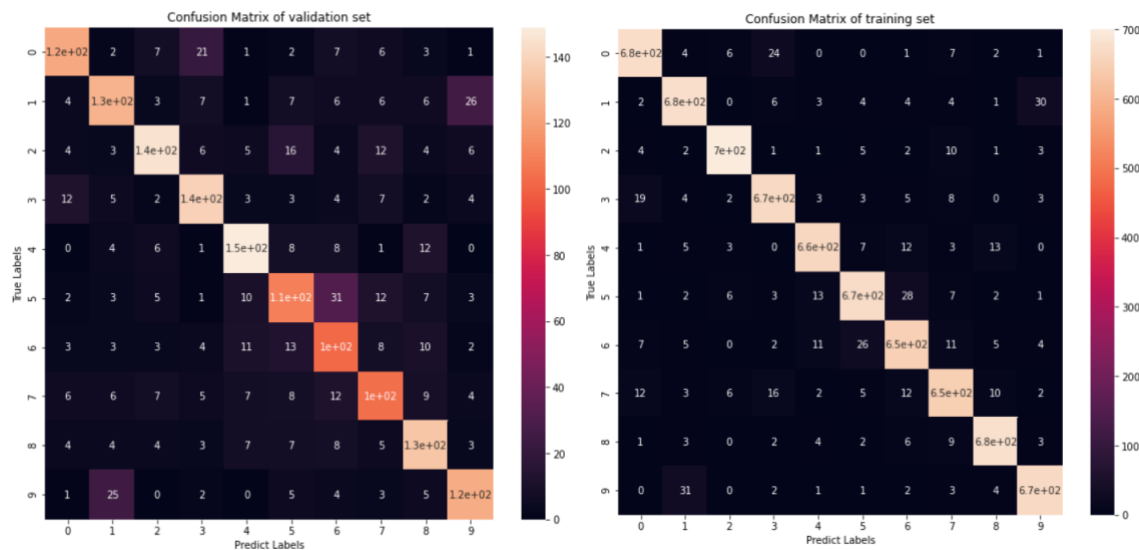 Confusion Matrix of validation set
True Labels
0 1.2e+02 2 7 21 1 2 7 6 3 1
1 4 1.3e+02 3 7 1 7 6 6 6 26
2 4 3 1.4e+02 6 5 16 4 12 4 6
3 12 5 2 1.4e+02 3 3 4 7 2 4
4 0 4 6 1 1.5e+02 8 8 1 12 2
5 2 3 5 1 10 1.1e+02 31 12 7 3
6 3 3 3 4 11 13 1e+02 8 10 2
7 6 6 7 5 7 8 12 1e+02 9 4
8 4 4 4 3 7 7 8 5 1.3e+02 3
9 1 25 0 2 0 5 4 3 5 1.2e+02
0 1 2 3 4 5 6 7 8 9
Predict Labels
140
120
100
80
60
40
20
0
Confusion Matrix of training set
True Labels
0 6.8e+02 4 6 24 0 0 1 7 2 1
1 2 6.8e+02 0 6 3 4 4 4 1 30
2 4 2 7e+02 1 1 5 2 10 1 3
3 19 4 2 6.7e+02 3 3 5 8 0 3
4 1 5 3 0 6.6e+02 7 12 3 13 0
5 1 2 6 3 13 6.7e+02 28 7 2 1
6 7 5 0 2 11 26 6.5e+02 11 5 4
7 12 3 6 16 2 5 12 6.5e+02 10 2
8 1 3 0 2 4 2 6 9 6.8e+02 3
9 0 31 0 2 1 1 2 3 4 6.7e+02
0 1 2 3 4 5 6 7 8 9
Predict Labels
700
600
500
400
300
200
100
0